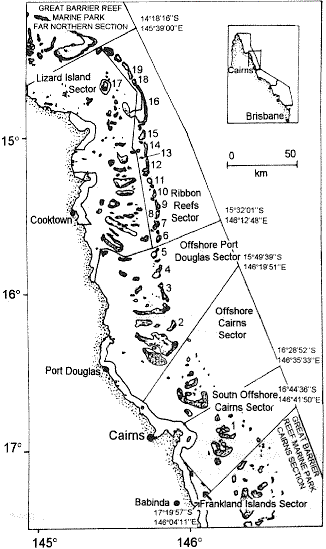 GREAT BARRIER REEF
MARINE PARK
FAR NORTHERN SECTION
14°18'16"S
145°39'00"E
Lizard Island
Sector
17
19
18
16
Cairns
Brisbane
15°
15
14
13
12
11
10
9
8
7
6
5
4
3
2
1
0 50
km
Ribbon
Reefs
Sector
Cooktown
15°32'01"S
146°12'48"E
Offshore Port
Douglas Sector
15°49'39"S
146°19'51"E
16°
Offshore
Cairns
Sector
16°28'52"S
146°35'33"E
Port Douglas
South Offshore
Cairns Sector
16°44'36"S
146°41'50"E
GREAT BARRIER
REEF MARINE PARK
CAIRNS SECTION
Cairns
17°
Babinda
17°19'57"S
146°04'11"E
Frankland Islands Sector
145°
146°